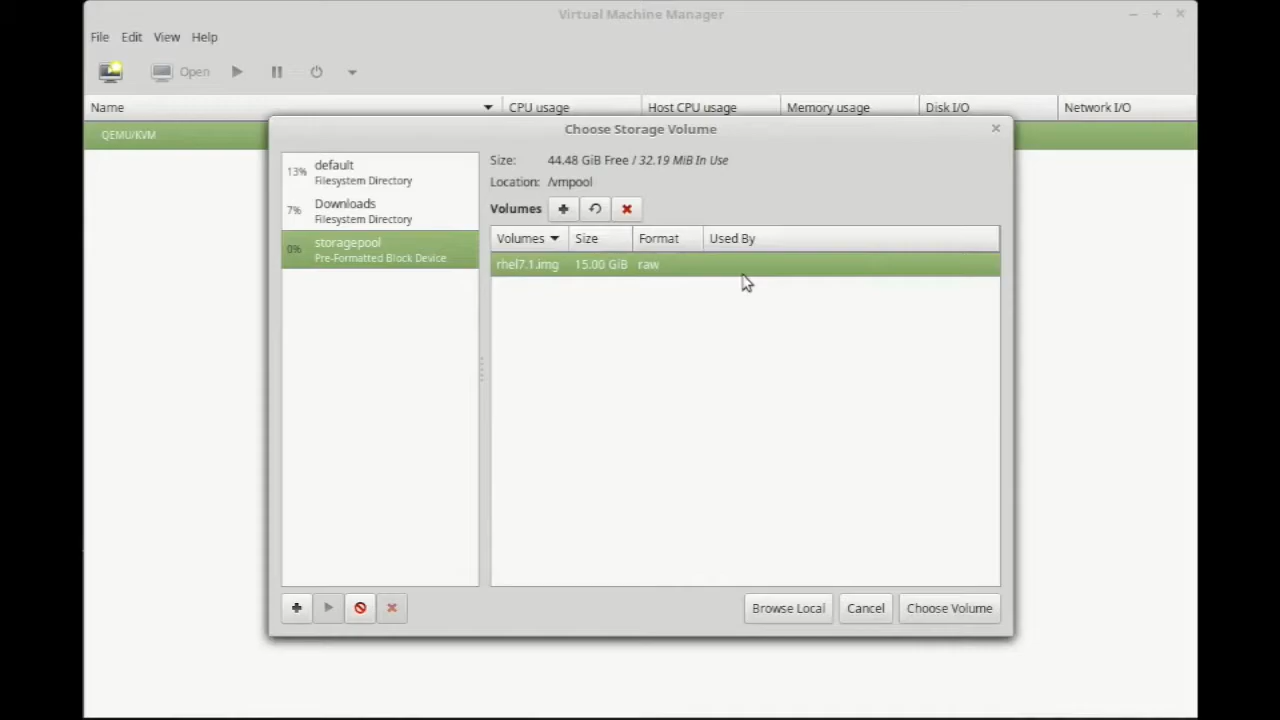 Virtual Machine Manager
File Edit View Help
Open
Name CPU usage Host CPU usage Memory usage Disk I/O Network I/O
QEMU/KVM
Choose Storage Volume
13% default
Filesystem Directory
7% Downloads
Filesystem Directory
0% storagepool
Pre-Formatted Block Device
Size: 44.48 GiB Free / 32.19 MiB In Use
Location: /vmpool
Volumes
Volumes Size Format Used By
rhel7.1.img 15.00 GiB raw
Browse Local Cancel Choose Volume